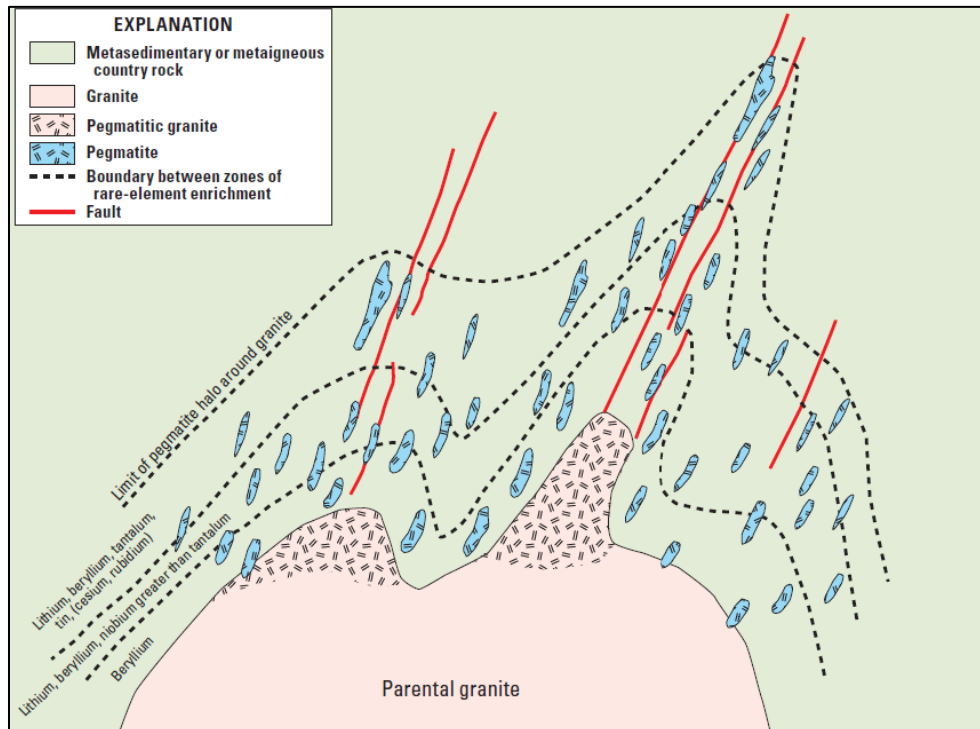 EXPLANATION
Metasedimentary or metaigneous
country rock
Granite
Pegmatitic granite
Pegmatite
Boundary between zones of
rare-element enrichment
Fault
Limit of pegmatite halo around granite
Lithium, beryllium, tantalum,
tin, (cesium, rubidium)
Lithium, beryllium, niobium greater than tantalum
Beryllium
Parental granite